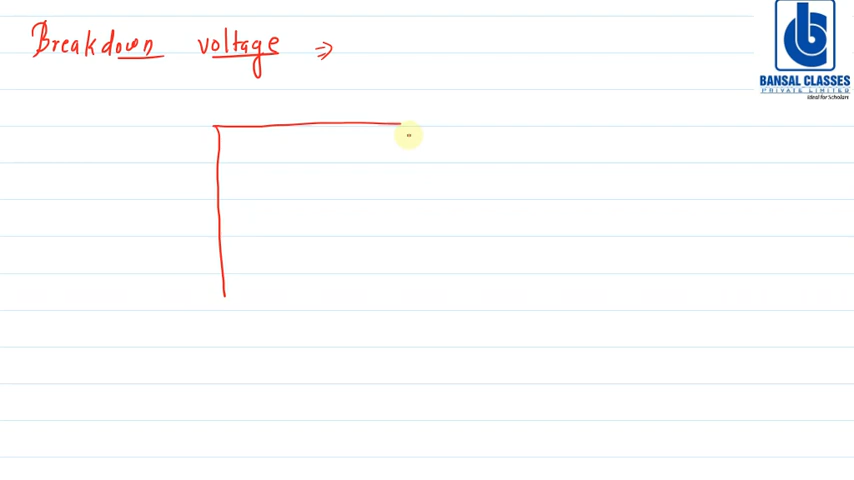 Breakdown voltage ⇒
BANSAL CLASSES
PRIVATE LIMITED
Ideal for Scholars